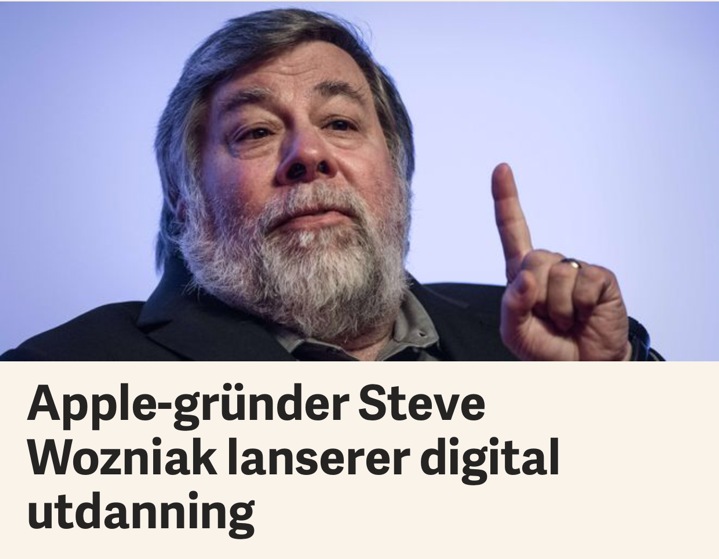 Apple-gründer Steve
Wozniak lanserer digital
utdanning